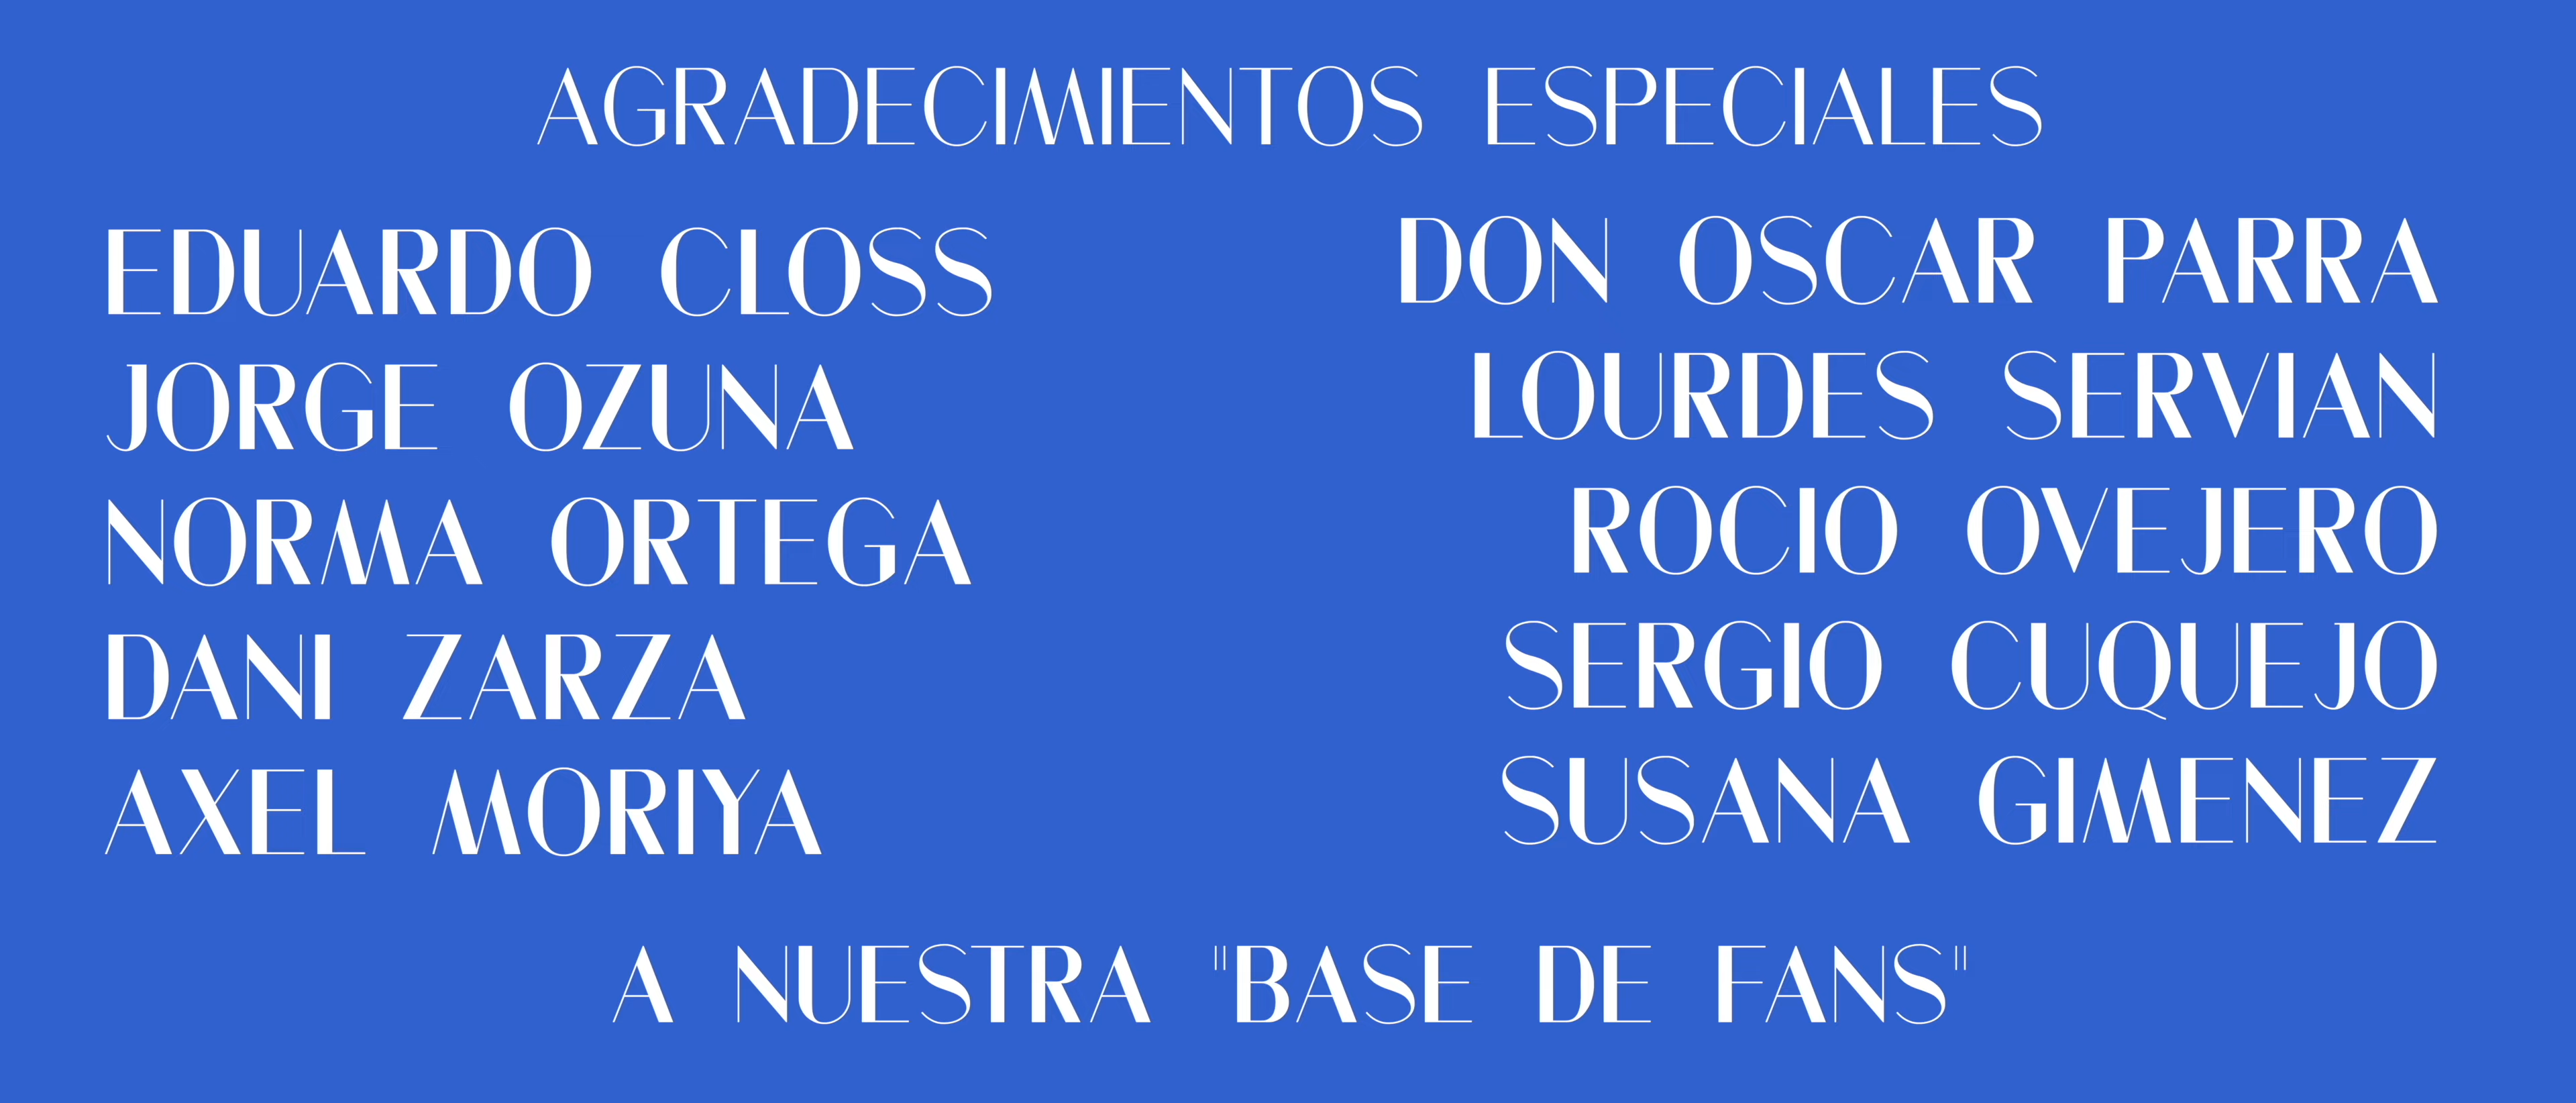 AGRADECIMIENTOS ESPECIALES
EDUARDO CLOSS
JORGE OZUNA
NORMA ORTEGA
DANI ZARZA
AXEL MORIYA
DON OSCAR PARRA
LOURDES SERVIAN
ROCIO OVEJERO
SERGIO CUQUEJO
SUSANA GIMENEZ
A NUESTRA "BASE DE FANS"